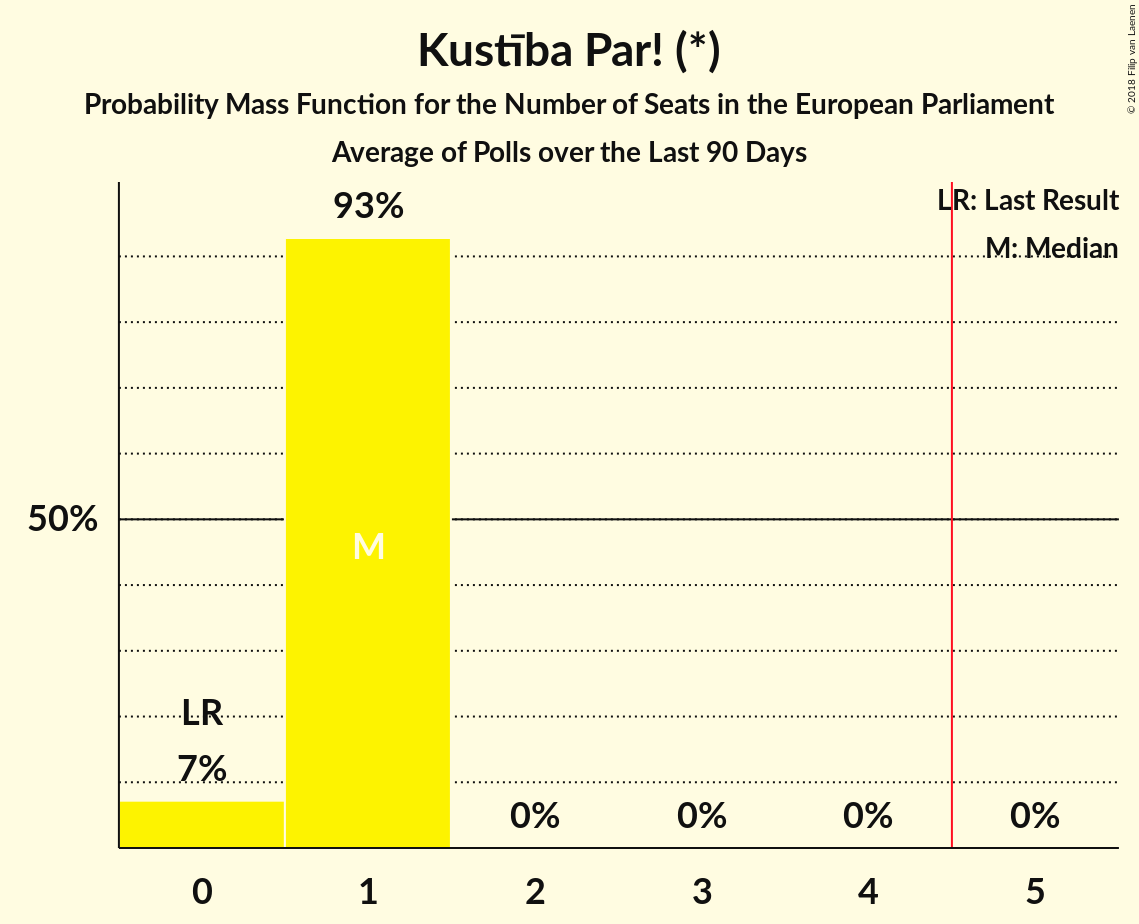 Kustība Par! (*)
Probability Mass Function for the Number of Seats in the European Parliament
Average of Polls over the Last 90 Days
© 2018 Filip van Laenen
LR: Last Result
M: Median
93%
50%
M
LR
7%
0%
0%
0%
0%
0
1
2
3
4
5